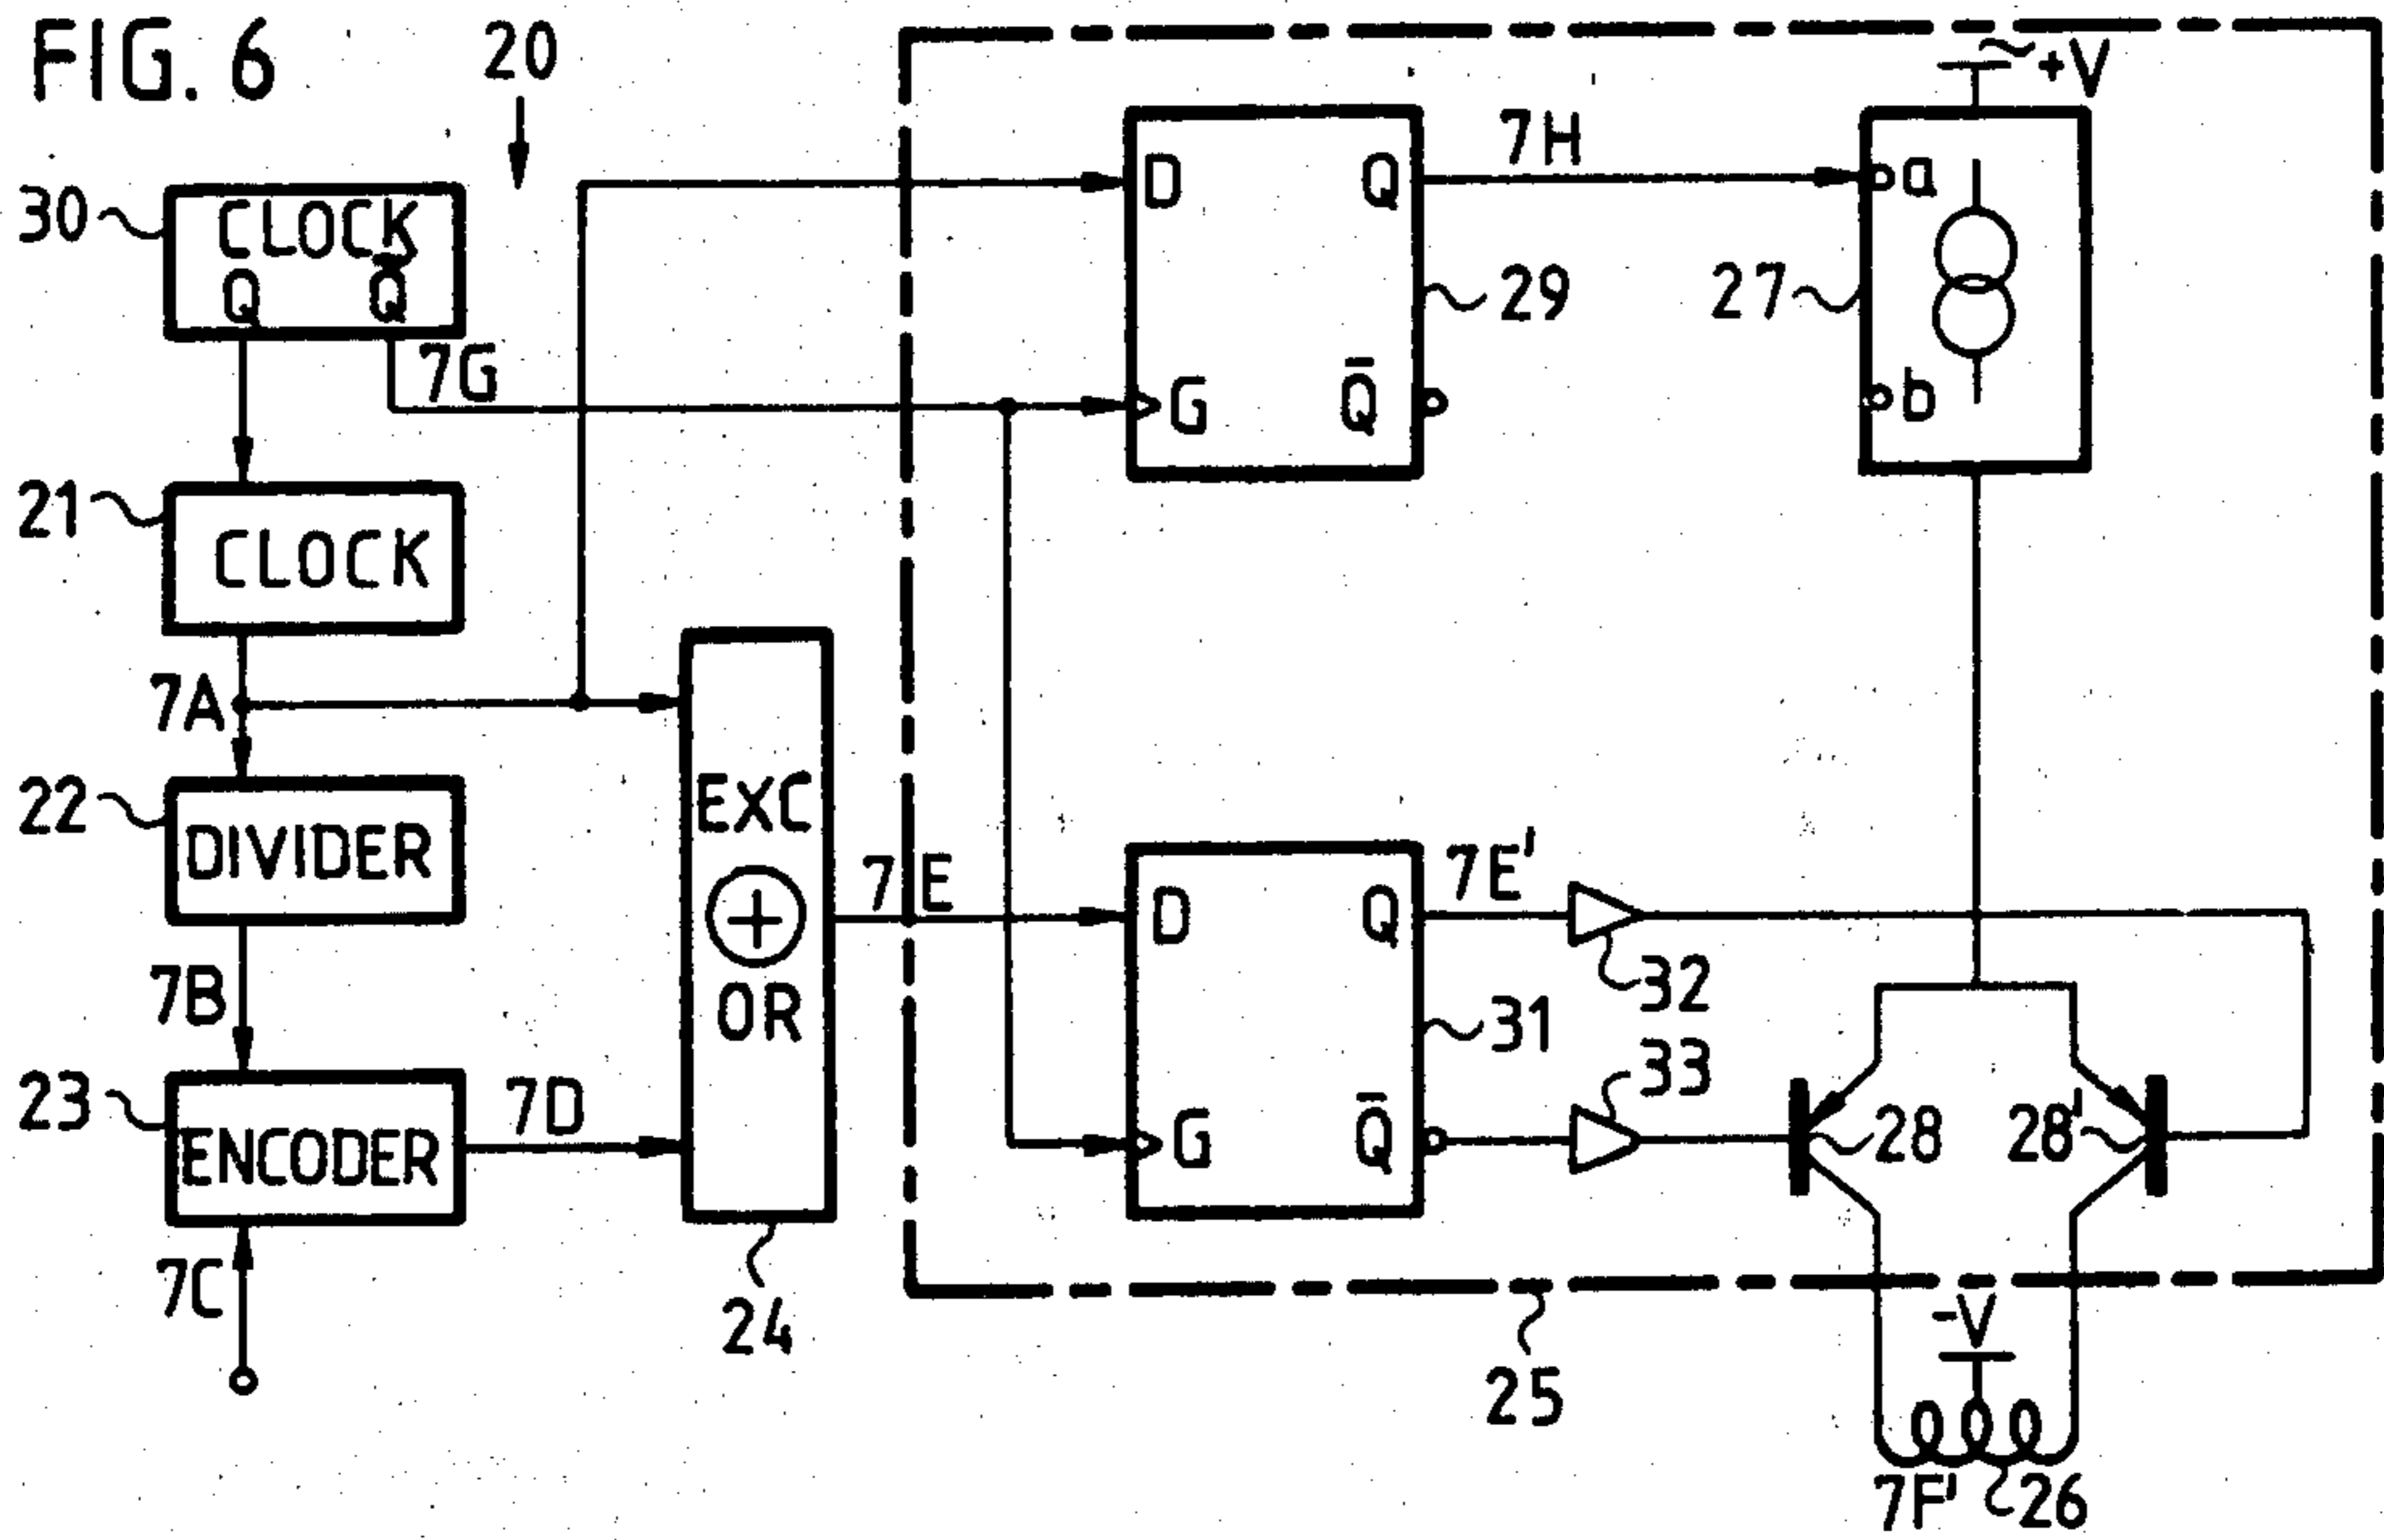 FIG. 6
20
+V
30
CLOCK
Q Q̅
7G
D Q
G Q̅
7H
29
27
a
b
21
CLOCK
7A
22
DIVIDER
7B
23
ENCODER
7D
7C
EXC
+
OR
24
7E
D Q
G Q̅
7E'
32
31
33
28
28'
25
-V
7F'
26